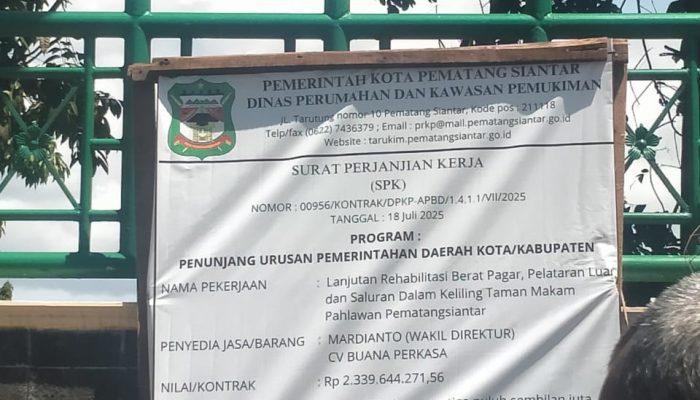 PEMERINTAH KOTA PEMATANG SIANTAR
DINAS PERUMAHAN DAN KAWASAN PEMUKIMAN
JL. Tarutung nomor 10 Pematang Siantar, Kode pos : 211118
Telp/fax (0622) 7436379 ; Email : prkp@mail.pematangsiantar.go.id
Website : tarukim.pematangsiantar.go.id
SURAT PERJANJIAN KERJA
(SPK)
NOMOR : 00956/KONTRAK/DPKP-APBD/1.4.1.1/VII/2025
TANGGAL : 18 Juli 2025
PROGRAM :
PENUNJANG URUSAN PEMERINTAHAN DAERAH KOTA/KABUPATEN
NAMA PEKERJAAN : Lanjutan Rehabilitasi Berat Pagar, Pelataran Luar
dan Saluran Dalam Keliling Taman Makam
Pahlawan Pematangsiantar
PENYEDIA JASA/BARANG : MARDIANTO (WAKIL DIREKTUR)
CV BUANA PERKASA
NILAI/KONTRAK : Rp 2.339.644.271,56
puluh sembilan juta